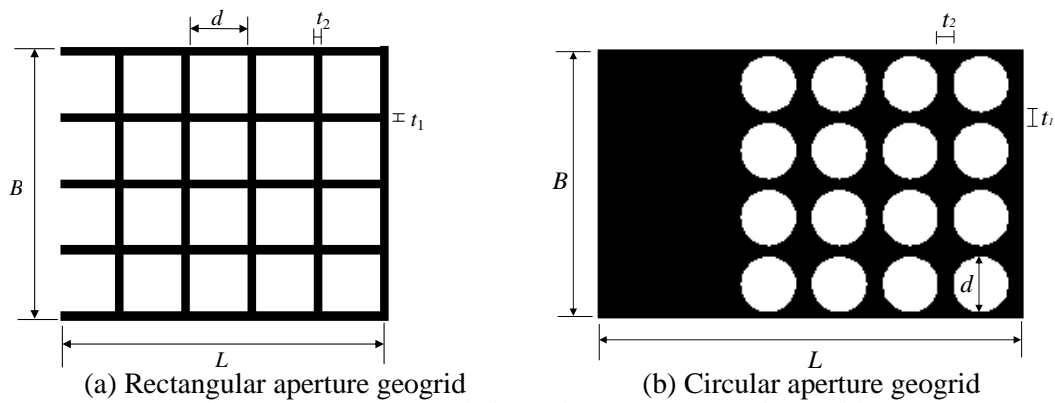 d
t2
B
t1
L
(a) Rectangular aperture geogrid
t2
t1
B
d
L
(b) Circular aperture geogrid